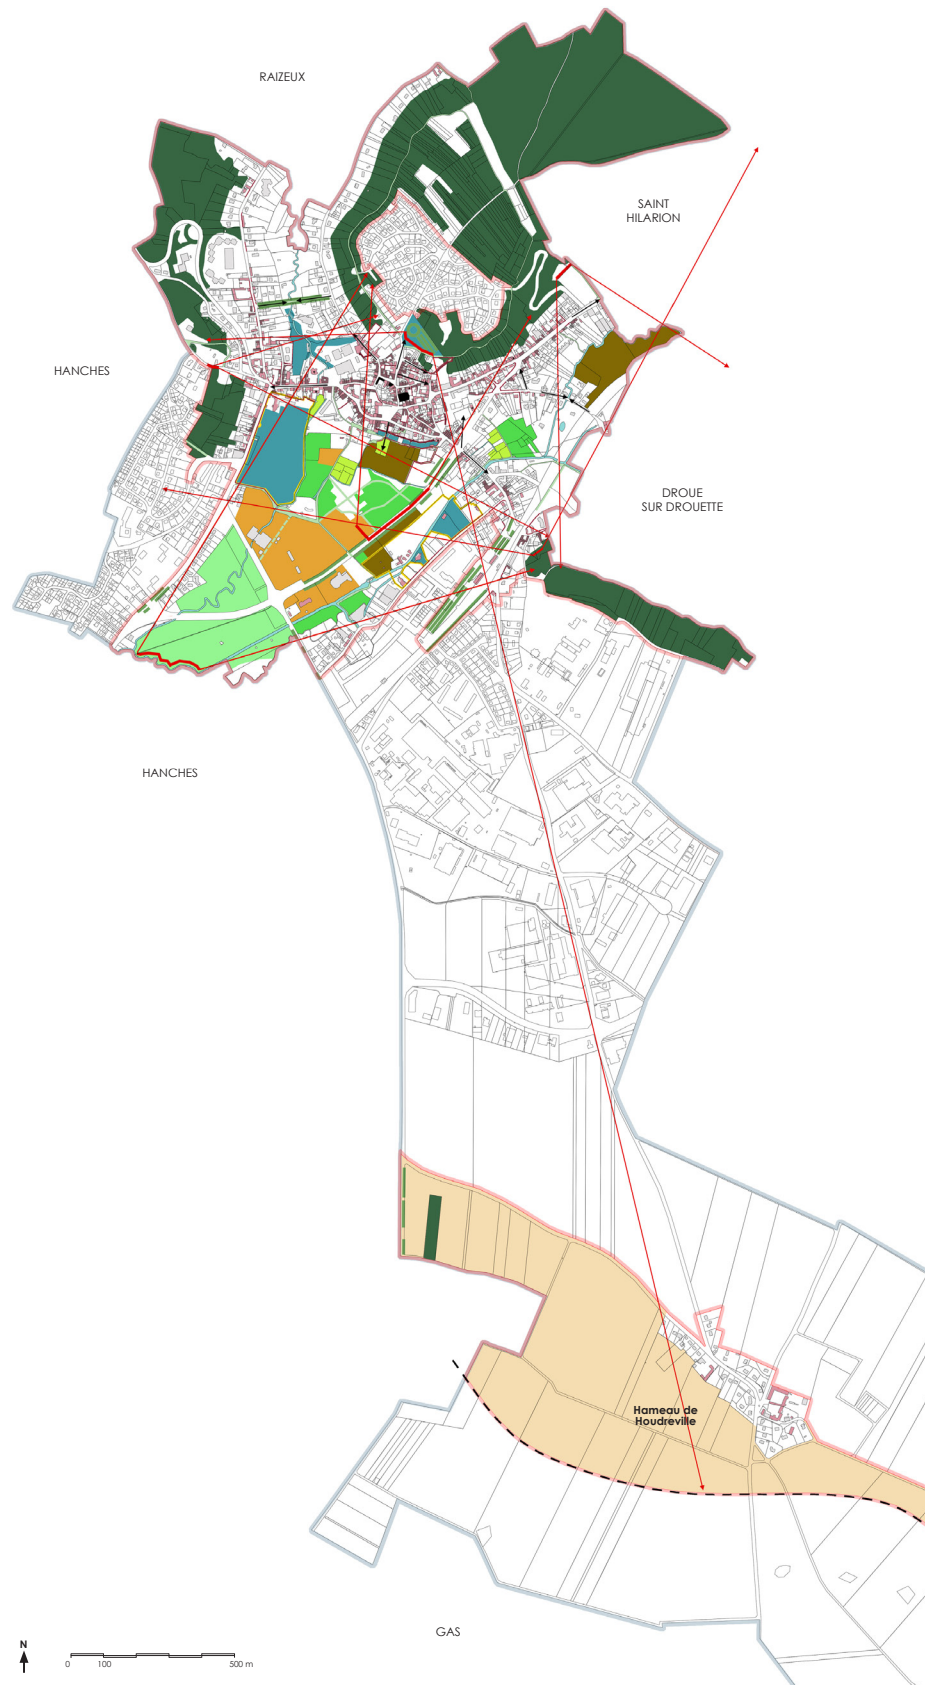 RAIZEUX
SAINT
HILARION
HANCHES
DROUE
SUR DROUETTE
HANCHES
Hameau de
Houdreville
GAS
N
0 100 500 m